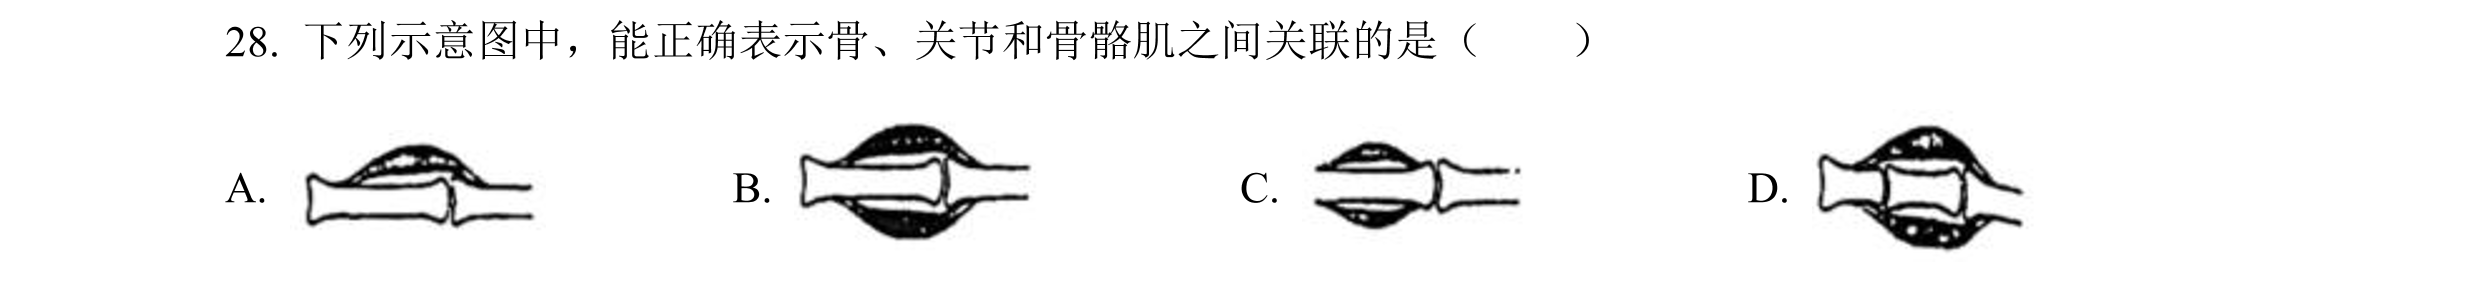 28. 下列示意图中，能正确表示骨、关节和骨骼肌之间关联的是（　　）
A. B. C. D.